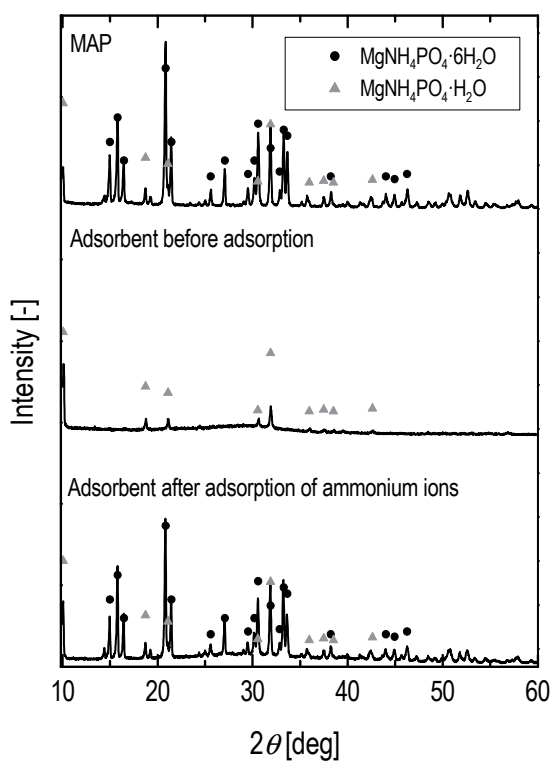 MAP
MgNH₄PO₄·6H₂O
MgNH₄PO₄·H₂O
Adsorbent before adsorption
Intensity [-]
Adsorbent after adsorption of ammonium ions
10 20 30 40 50 60
2θ [deg]